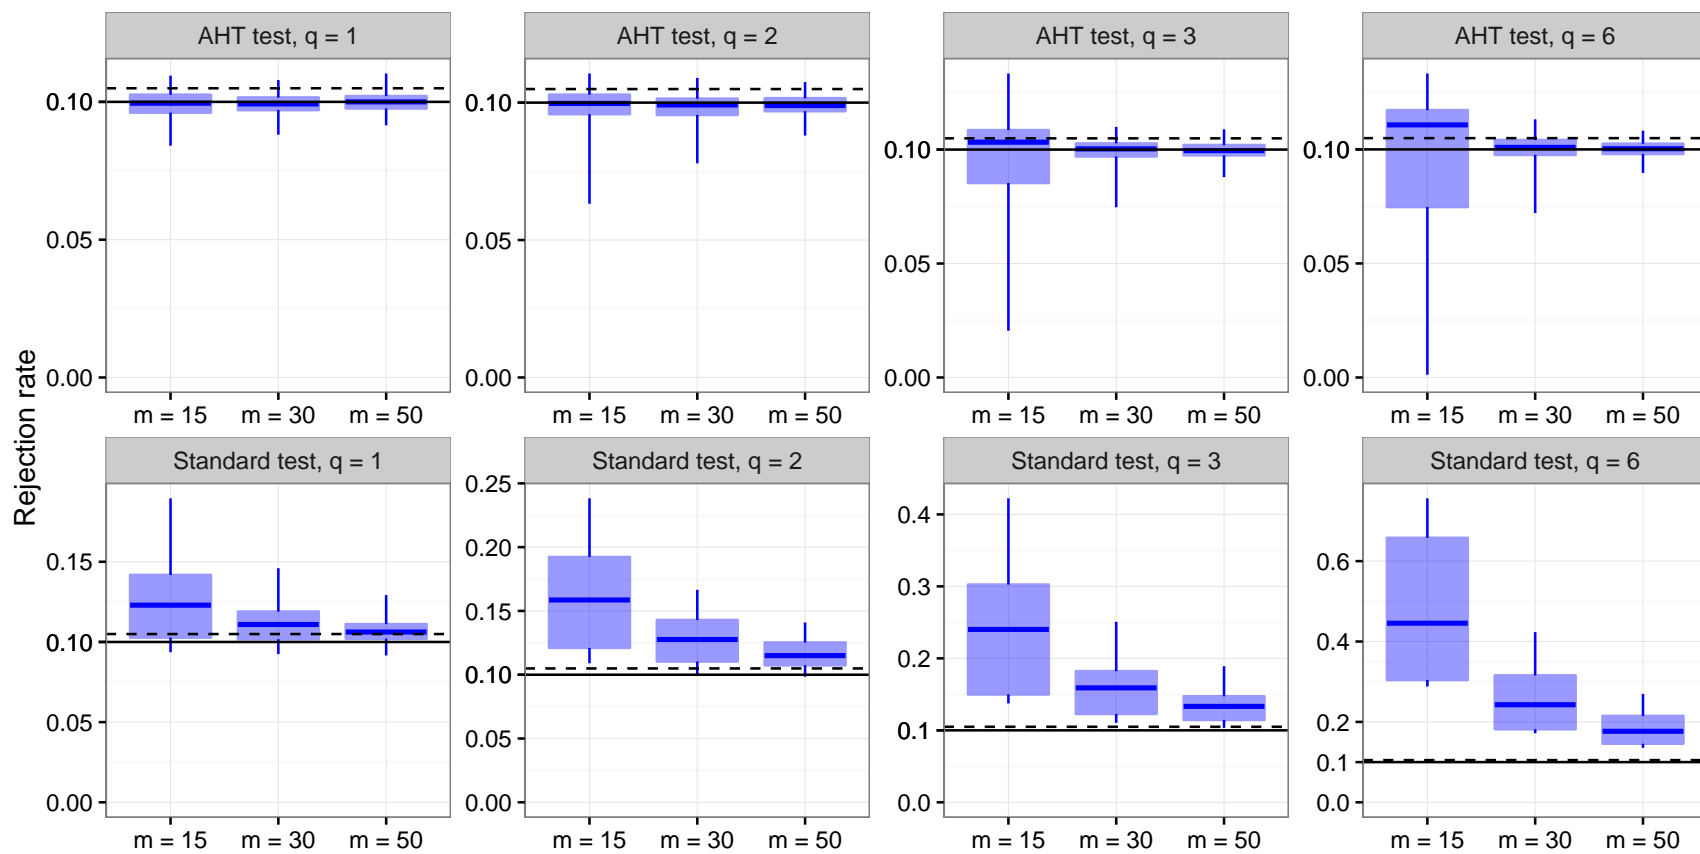 Rejection rate
AHT test, q = 1
0.10
0.05
0.00
m = 15 m = 30 m = 50
AHT test, q = 2
0.10
0.05
0.00
m = 15 m = 30 m = 50
AHT test, q = 3
0.10
0.05
0.00
m = 15 m = 30 m = 50
AHT test, q = 6
0.10
0.05
0.00
m = 15 m = 30 m = 50
Standard test, q = 1
0.15
0.10
0.05
0.00
m = 15 m = 30 m = 50
Standard test, q = 2
0.25
0.20
0.15
0.10
0.05
0.00
m = 15 m = 30 m = 50
Standard test, q = 3
0.4
0.3
0.2
0.1
0.0
m = 15 m = 30 m = 50
Standard test, q = 6
0.6
0.4
0.2
0.1
0.0
m = 15 m = 30 m = 50